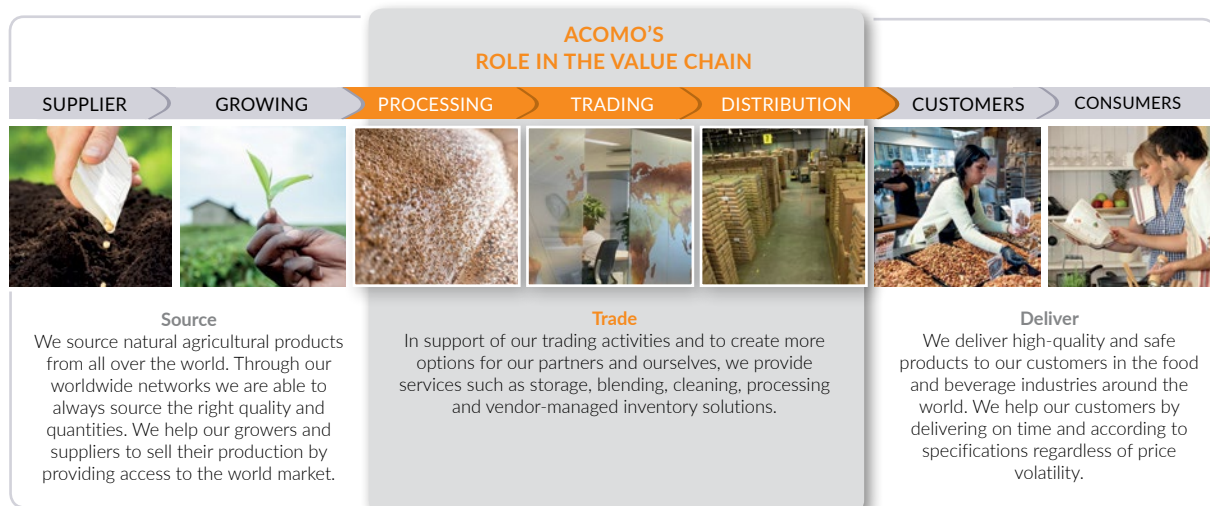 ACOMO'S
ROLE IN THE VALUE CHAIN
SUPPLIER
GROWING
PROCESSING
TRADING
DISTRIBUTION
CUSTOMERS
CONSUMERS
Source
We source natural agricultural products
from all over the world. Through our
worldwide networks we are able to
always source the right quality and
quantities. We help our growers and
suppliers to sell their production by
providing access to the world market.
Trade
In support of our trading activities and to create more
options for our partners and ourselves, we provide
services such as storage, blending, cleaning, processing
and vendor-managed inventory solutions.
Deliver
We deliver high-quality and safe
products to our customers in the food
and beverage industries around the
world. We help our customers by
delivering on time and according to
specifications regardless of price
volatility.